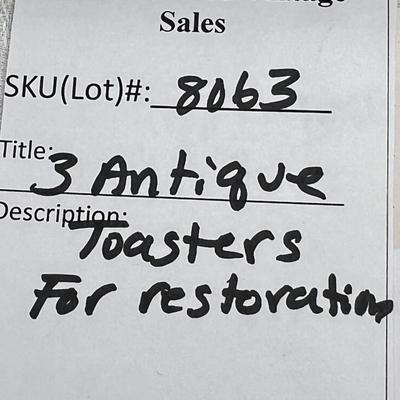 Sales
SKU(Lot)#: 8063
Title: 3 Antique
Description: Toasters
For restoration